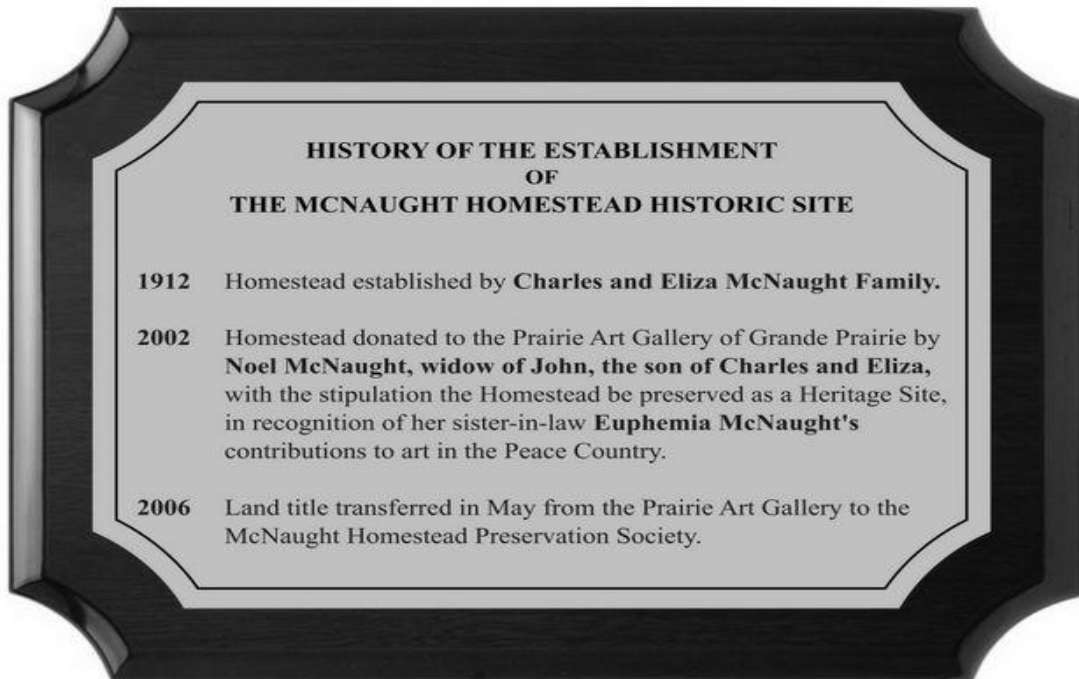 HISTORY OF THE ESTABLISHMENT
OF
THE MCNAUGHT HOMESTEAD HISTORIC SITE
1912 Homestead established by Charles and Eliza McNaught Family.
2002 Homestead donated to the Prairie Art Gallery of Grande Prairie by
Noel McNaught, widow of John, the son of Charles and Eliza,
with the stipulation the Homestead be preserved as a Heritage Site,
in recognition of her sister-in-law Euphemia McNaught's
contributions to art in the Peace Country.
2006 Land title transferred in May from the Prairie Art Gallery to the
McNaught Homestead Preservation Society.